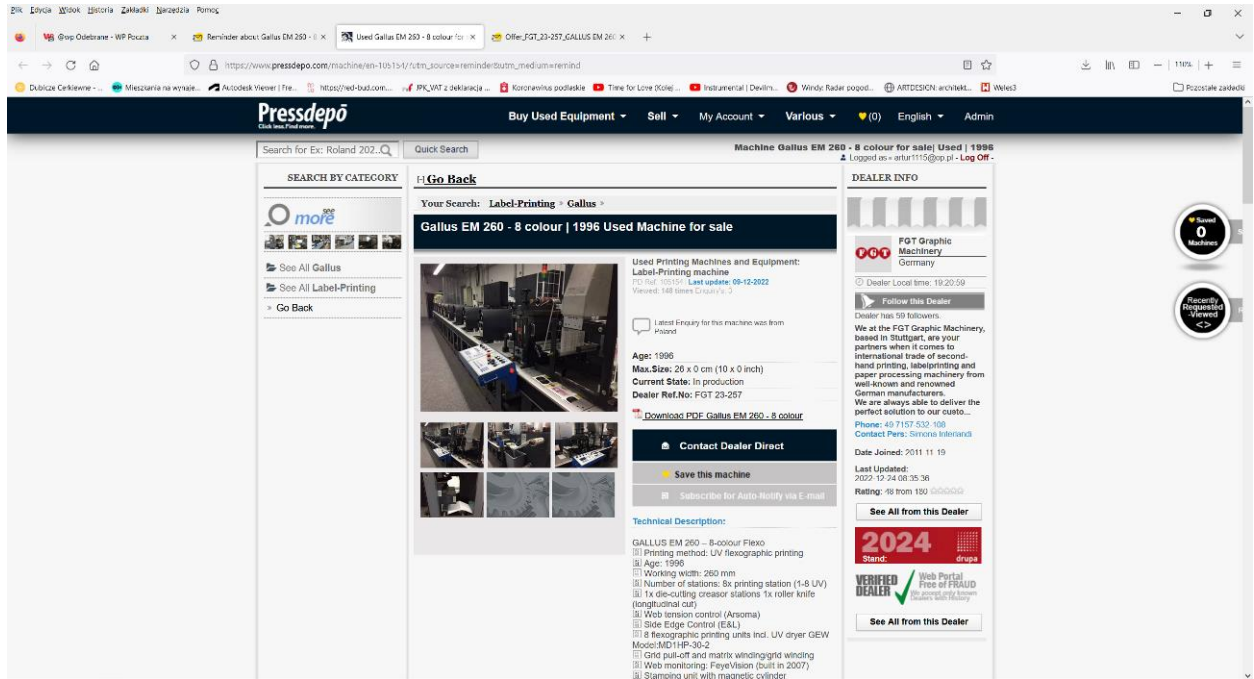 Plik Edycja Widok Historia Zakładki Narzędzia Pomoc
@wp Odebrane - WP Poczta
Reminder about Gallus EM 260 - 8
Used Gallus EM 260 - 8 colour for
Offer_FGT_23-257_GALLUS EM 260
https://www.pressdepo.com/machine/en-105154/?utm_source=reminder&utm_medium=remind
110%
Dubicze Cerkiewne - ...
Mieszkania na wynaje...
Autodesk Viewer | Fre...
https://red-bud.com...
JPK_VAT z deklaracją ...
Koronawirus podlaskie
Time for Love (Kolej ...
Instrumental | Devilm...
Windy: Radar pogod...
ARTDESIGN: architekt...
Weles3
Pozostałe zakładki
Pressdepō
Click less.Find more.
Buy Used Equipment
Sell
My Account
Various
(0)
English
Admin
Search for Ex: Roland 202..
Quick Search
Machine Gallus EM 260 - 8 colour for sale| Used | 1996
Logged as - artur1115@op.pl - Log Off -
SEARCH BY CATEGORY
see
more
See All Gallus
See All Label-Printing
» Go Back
Go Back
Your Search: Label-Printing » Gallus »
Gallus EM 260 - 8 colour | 1996 Used Machine for sale
Used Printing Machines and Equipment:
Label-Printing machine
PD Ref: 105154 Last update: 09-12-2022
Viewed: 148 times Enquiry's: 3
Latest Enquiry for this machine was from
Poland
Age: 1996
Max.Size: 26 x 0 cm (10 x 0 inch)
Current State: In production
Dealer Ref.No: FGT 23-257
Download PDF Gallus EM 260 - 8 colour
Contact Dealer Direct
Save this machine
Subscribe for Auto-Notify via E-mail
Technical Description:
GALLUS EM 260 – 8-colour Flexo
Printing method: UV flexographic printing
Age: 1996
Working width: 260 mm
Number of stations: 8x printing station (1-8 UV)
1x die-cutting creasor stations 1x roller knife
(longitudinal cut)
Web tension control (Arsoma)
Side Edge Control (E&L)
8 flexographic printing units incl. UV dryer GEW
Model:MD1HP-30-2
Grid pull-off and matrix winding/grid winding
Web monitoring: FeyeVision (built in 2007)
Stamping unit with magnetic cylinder
DEALER INFO
FGT
FGT Graphic
Machinery
Germany
Dealer Local time: 19:20:59
Follow this Dealer
Dealer has 59 followers.
We at the FGT Graphic Machinery,
based in Stuttgart, are your
partners when it comes to
international trade of second-
hand printing, labelprinting and
paper processing machinery from
well-known and renowned
German manufacturers.
We are always able to deliver the
perfect solution to our custo...
Phone: 49 7157-532-108
Contact Pers: Simons Interlandi
Date Joined: 2011-11-19
Last Updated:
2022-12-24 08:35:36
Rating: 48 from 180
See All from this Dealer
2024
Stand: drupa
VERIFIED
DEALER
Web Portal
Free of FRAUD
We accept only known
Dealers with History
See All from this Dealer
Saved
0
Machines
Recently
Requested
-Viewed
<>